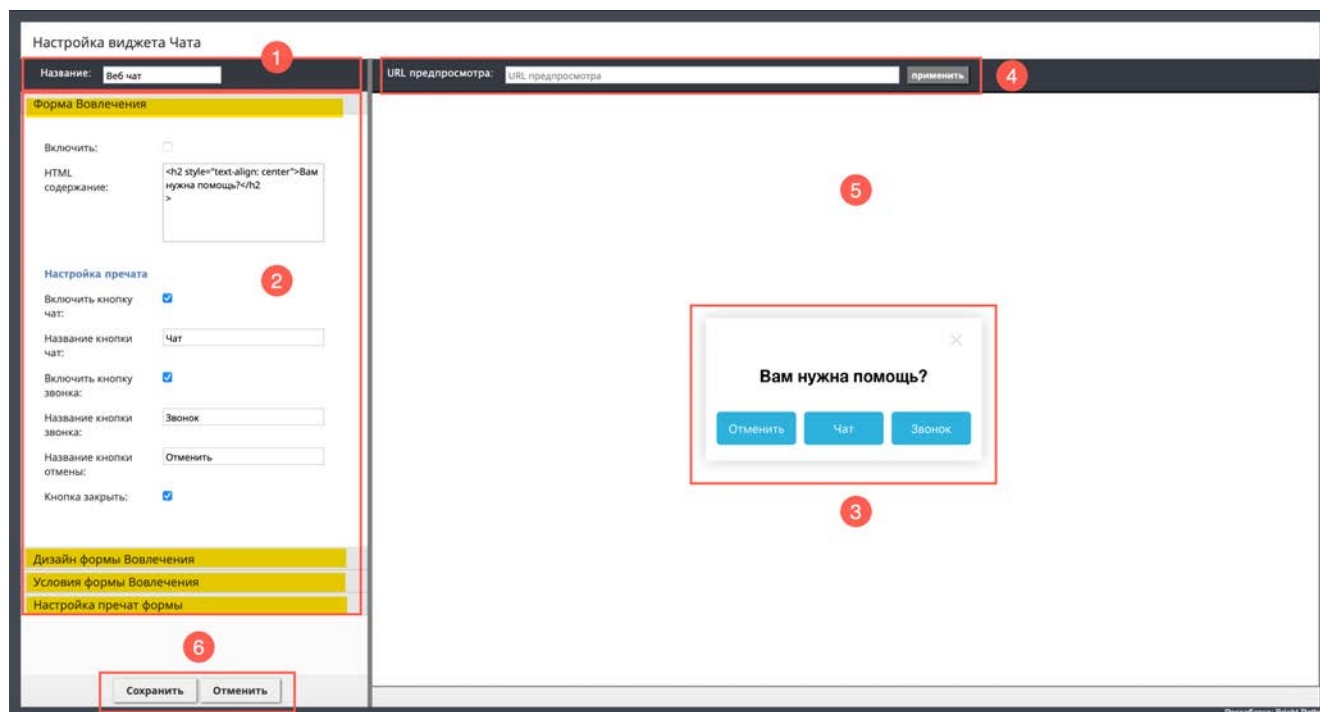 Настройка виджета Чата
1
Название: Веб чат
URL предпросмотра: URL предпросмотра применить
4
Форма Вовлечения
Включить:
HTML
содержание:
<h2 style="text-align: center">Вам
нужна помощь?</h2
>
5
Настройка пречата
2
Включить кнопку
чат:
Название кнопки
чат:
Чат
Включить кнопку
звонка:
Название кнопки
звонка:
Звонок
Название кнопки
отмены:
Отменить
Кнопка закрыть:
Вам нужна помощь?
Отменить Чат Звонок
3
Дизайн формы Вовлечения
Условия формы Вовлечения
Настройка пречат формы
6
Сохранить Отменить